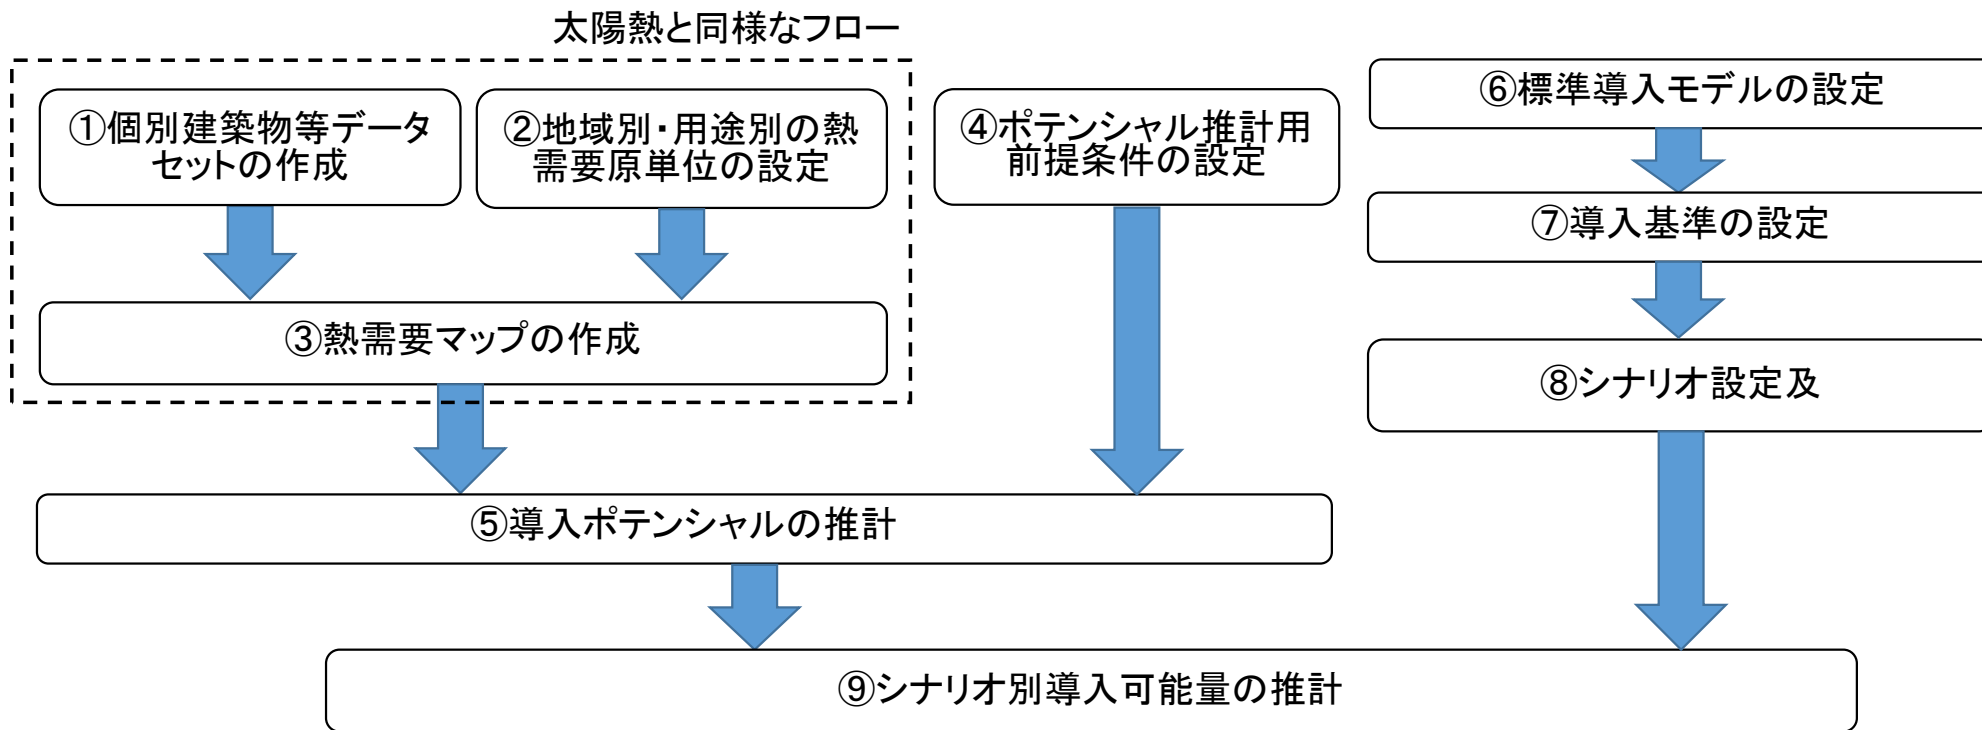 太陽熱と同様なフロー
①個別建築物等データ
セットの作成
②地域別・用途別の熱
需要原単位の設定
③熱需要マップの作成
④ポテンシャル推計用
前提条件の設定
⑤導入ポテンシャルの推計
⑥標準導入モデルの設定
⑦導入基準の設定
⑧シナリオ設定及
⑨シナリオ別導入可能量の推計